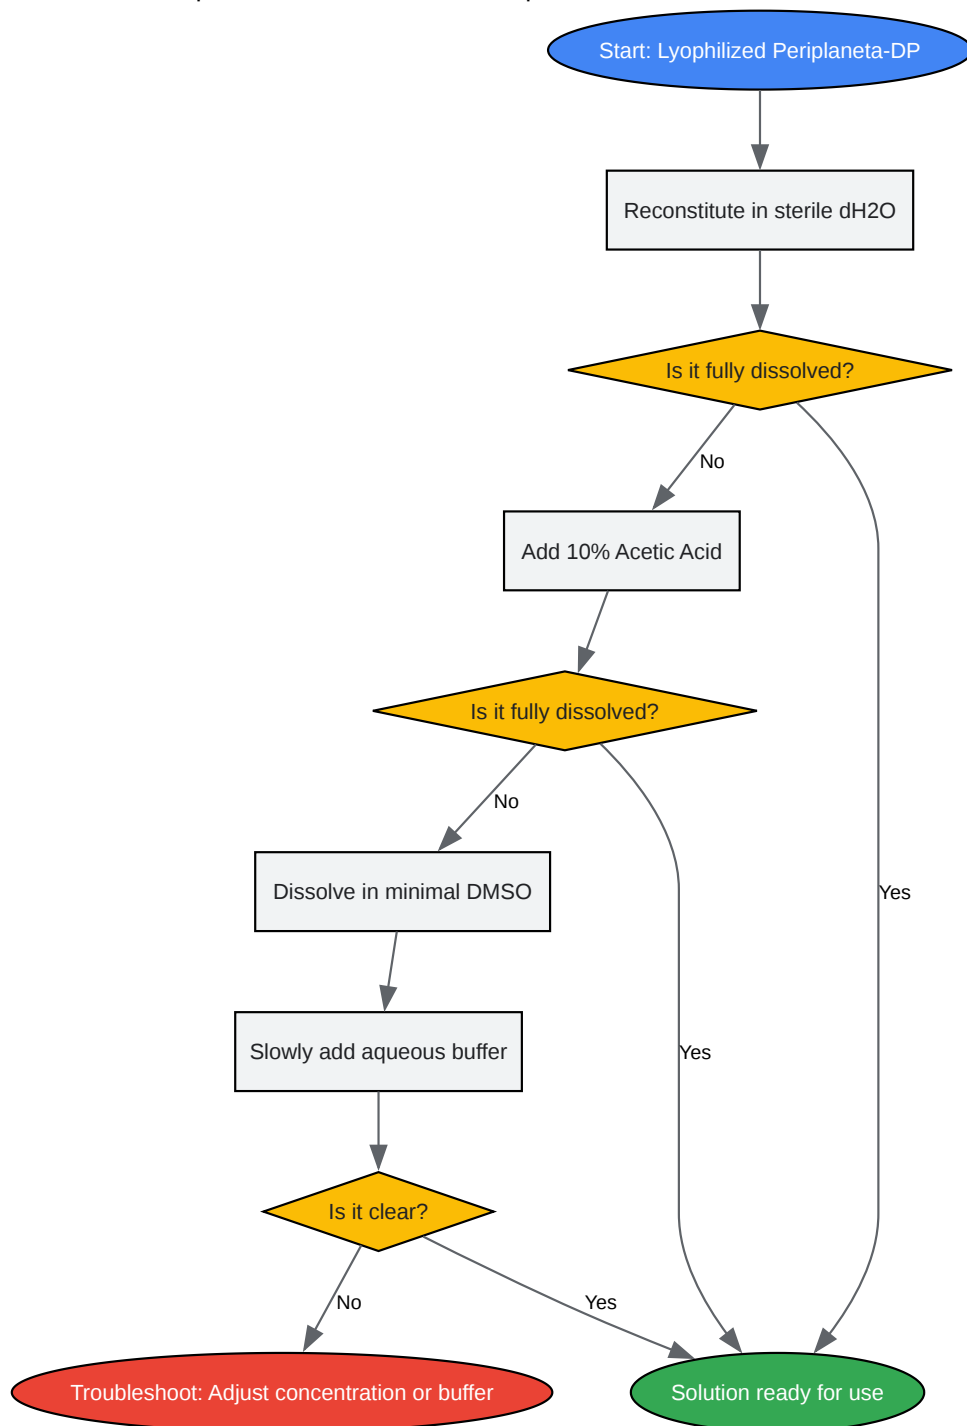 Start: Lyophilized Periplaneta-DP
Reconstitute in sterile dH2O
Is it fully dissolved?
No
Add 10% Acetic Acid
Is it fully dissolved?
No
Dissolve in minimal DMSO
Yes
Slowly add aqueous buffer
Yes
Is it clear?
No
Yes
Troubleshoot: Adjust concentration or buffer
Solution ready for use